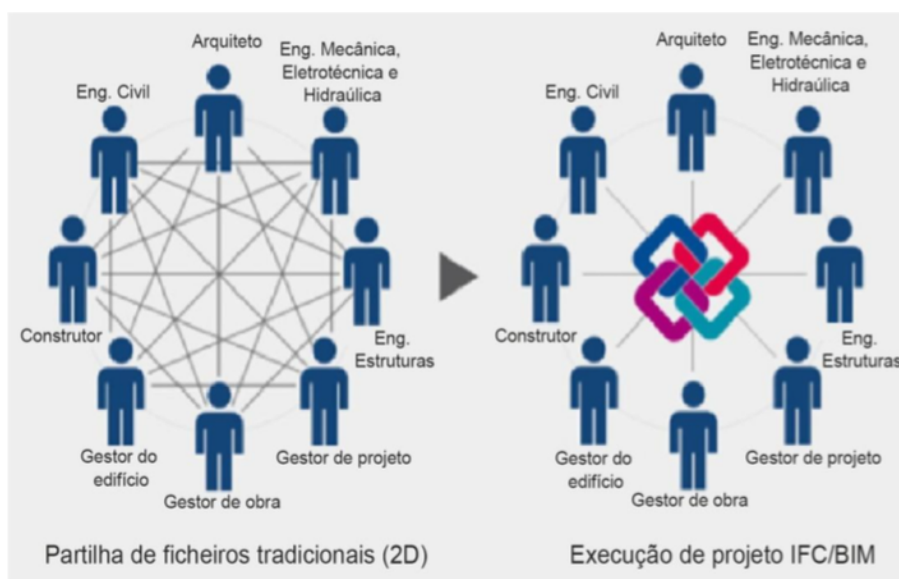 Arquiteto
Eng. Mecânica,
Eletrotécnica e
Hidraúlica
Eng. Civil
Construtor
Eng.
Estruturas
Gestor do
edifício
Gestor de projeto
Gestor de obra
Partilha de ficheiros tradicionais (2D)
Arquiteto
Eng. Mecânica,
Eletrotécnica e
Hidraúlica
Eng. Civil
Construtor
Eng.
Estruturas
Gestor do
edifício
Gestor de projeto
Gestor de obra
Execução de projeto IFC/BIM